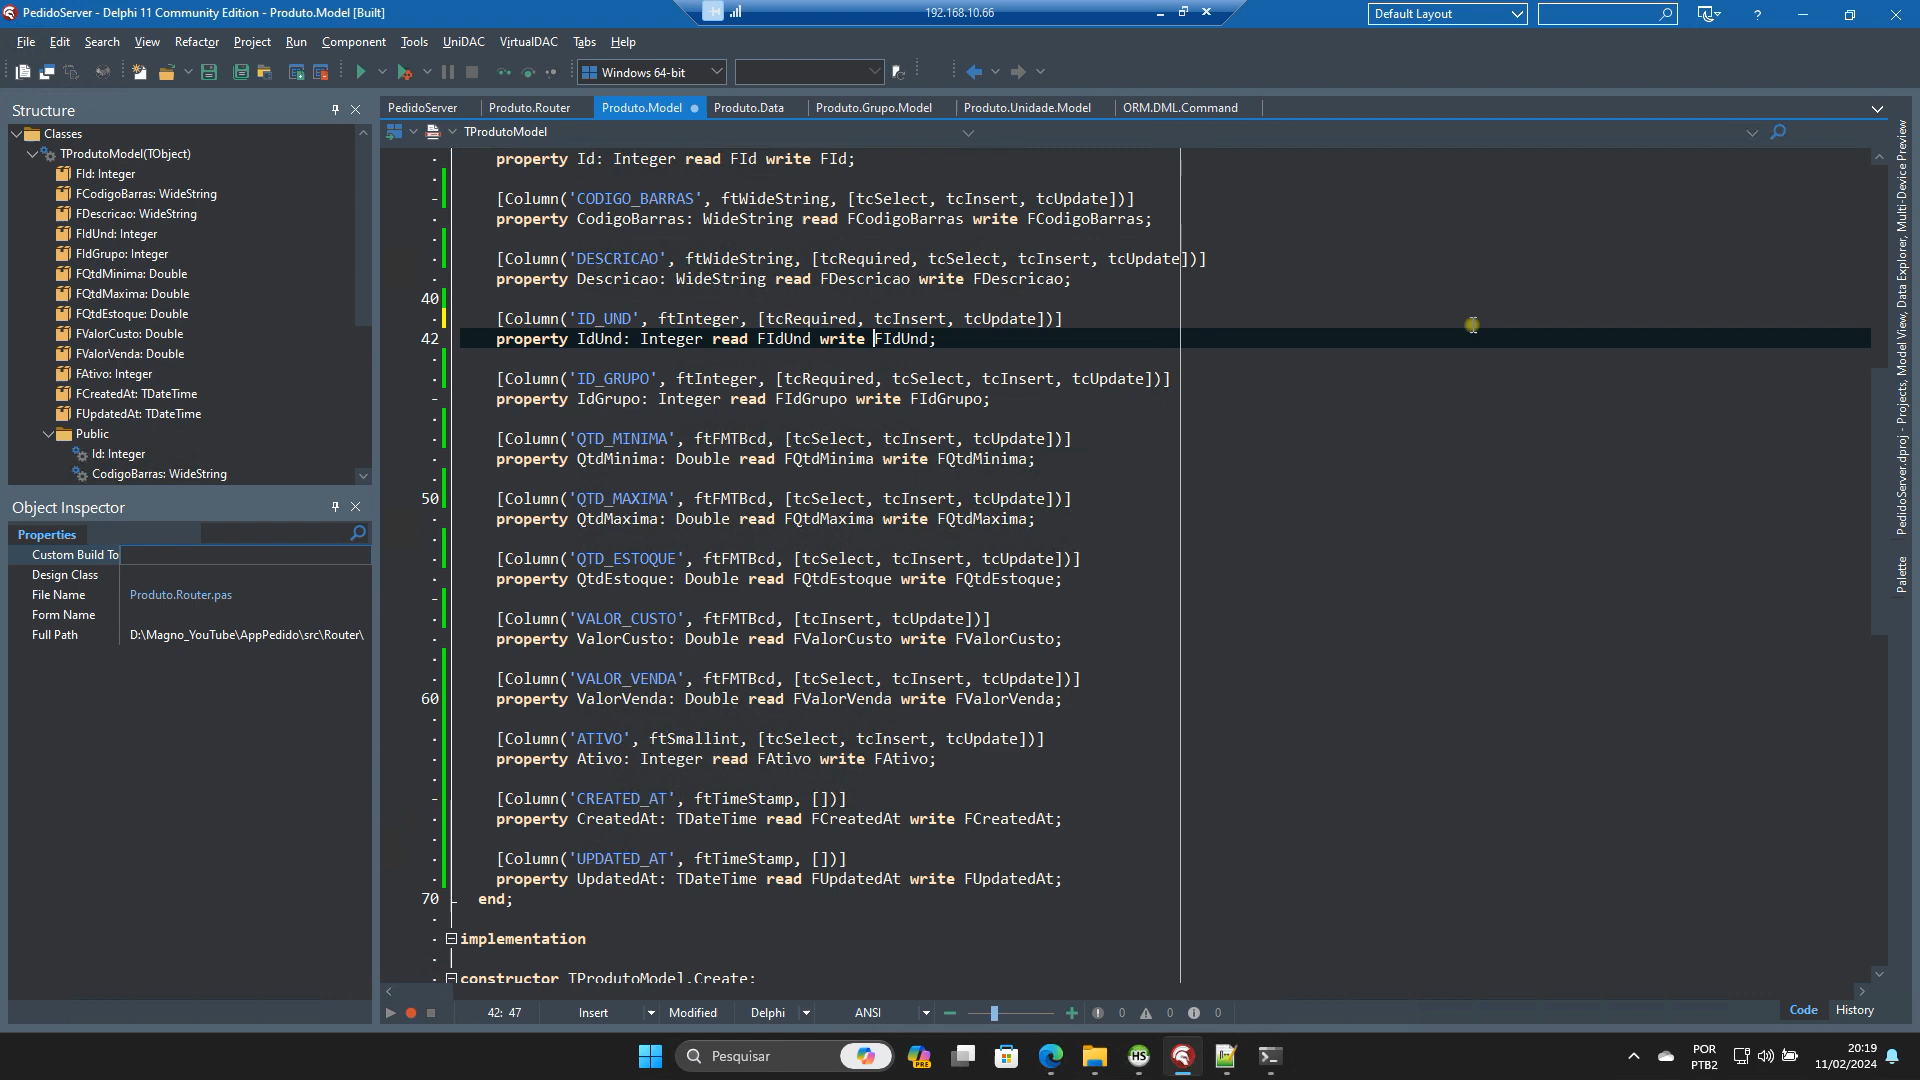 PedidoServer - Delphi 11 Community Edition - Produto.Model [Built]
192.168.10.66
Default Layout
File Edit Search View Refactor Project Run Component Tools UniDAC VirtualDAC Tabs Help
Windows 64-bit
Structure
Classes
TProdutoModel(TObject)
FId: Integer
FCodigoBarras: WideString
FDescricao: WideString
FIdUnd: Integer
FIdGrupo: Integer
FQtdMinima: Double
FQtdMaxima: Double
FQtdEstoque: Double
FValorCusto: Double
FValorVenda: Double
FAtivo: Integer
FCreatedAt: TDateTime
FUpdatedAt: TDateTime
Public
Id: Integer
CodigoBarras: WideString
Object Inspector
Properties
Custom Build To
Design Class
File Name Produto.Router.pas
Form Name
Full Path D:\Magno_YouTube\AppPedido\src\Router\
PedidoServer Produto.Router Produto.Model Produto.Data Produto.Grupo.Model Produto.Unidade.Model ORM.DML.Command
TProdutoModel
property Id: Integer read FId write FId;
[Column('CODIGO_BARRAS', ftWideString, [tcSelect, tcInsert, tcUpdate])]
property CodigoBarras: WideString read FCodigoBarras write FCodigoBarras;
[Column('DESCRICAO', ftWideString, [tcRequired, tcSelect, tcInsert, tcUpdate])]
property Descricao: WideString read FDescricao write FDescricao;
40
[Column('ID_UND', ftInteger, [tcRequired, tcInsert, tcUpdate])]
42 property IdUnd: Integer read FIdUnd write FIdUnd;
[Column('ID_GRUPO', ftInteger, [tcRequired, tcSelect, tcInsert, tcUpdate])]
property IdGrupo: Integer read FIdGrupo write FIdGrupo;
[Column('QTD_MINIMA', ftFMTBcd, [tcSelect, tcInsert, tcUpdate])]
property QtdMinima: Double read FQtdMinima write FQtdMinima;
50 [Column('QTD_MAXIMA', ftFMTBcd, [tcSelect, tcInsert, tcUpdate])]
property QtdMaxima: Double read FQtdMaxima write FQtdMaxima;
[Column('QTD_ESTOQUE', ftFMTBcd, [tcSelect, tcInsert, tcUpdate])]
property QtdEstoque: Double read FQtdEstoque write FQtdEstoque;
[Column('VALOR_CUSTO', ftFMTBcd, [tcInsert, tcUpdate])]
property ValorCusto: Double read FValorCusto write FValorCusto;
[Column('VALOR_VENDA', ftFMTBcd, [tcSelect, tcInsert, tcUpdate])]
60 property ValorVenda: Double read FValorVenda write FValorVenda;
[Column('ATIVO', ftSmallint, [tcSelect, tcInsert, tcUpdate])]
property Ativo: Integer read FAtivo write FAtivo;
[Column('CREATED_AT', ftTimeStamp, [])]
property CreatedAt: TDateTime read FCreatedAt write FCreatedAt;
[Column('UPDATED_AT', ftTimeStamp, [])]
property UpdatedAt: TDateTime read FUpdatedAt write FUpdatedAt;
70 end;
implementation
constructor TProdutoModel.Create;
42: 47 Insert Modified Delphi ANSI 0 0 0
Code History
PedidoServer.dproj - Projects, Model View, Data Explorer, Multi-Device Preview
Palette
Pesquisar
PRE
HS
POR
PTB2
20:19
11/02/2024